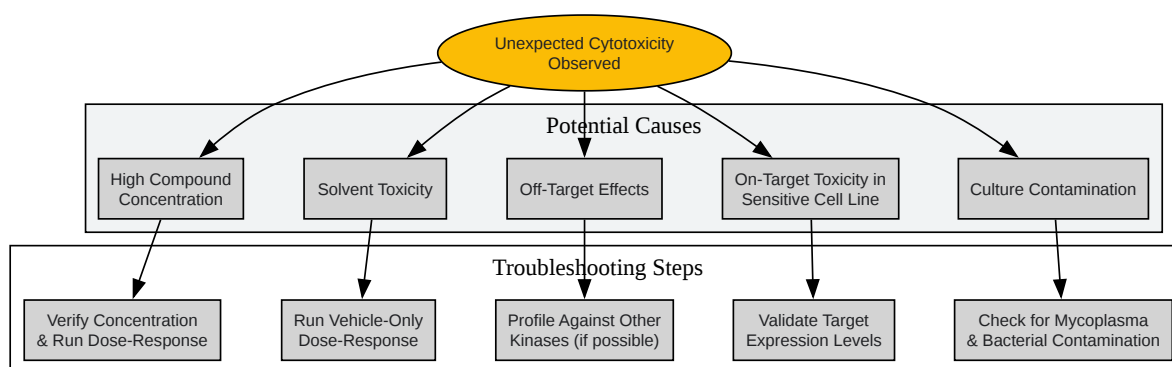 Unexpected Cytotoxicity
Observed
Potential Causes
High Compound
Concentration
Solvent Toxicity
Off-Target Effects
On-Target Toxicity in
Sensitive Cell Line
Culture Contamination
Troubleshooting Steps
Verify Concentration
& Run Dose-Response
Run Vehicle-Only
Dose-Response
Profile Against Other
Kinases (if possible)
Validate Target
Expression Levels
Check for Mycoplasma
& Bacterial Contamination